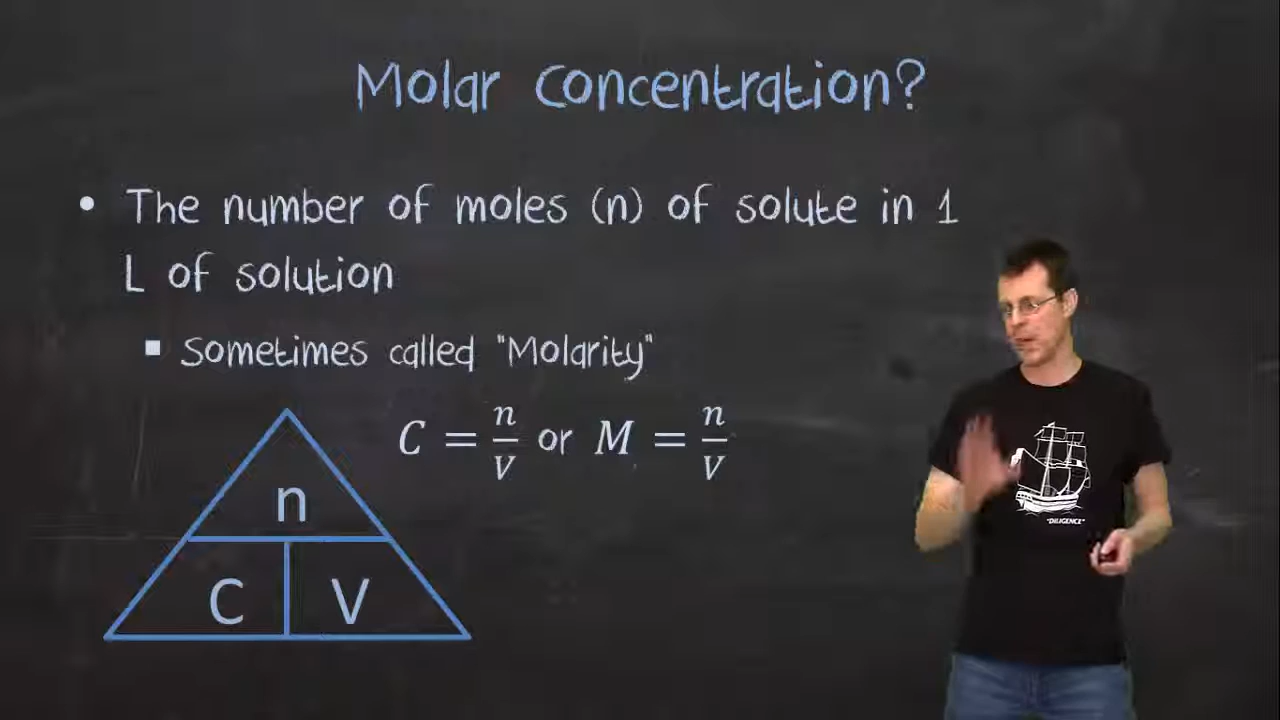 Molar Concentration?
• The number of moles (n) of solute in 1
L of solution
▪ Sometimes called "Molarity"
C = n/V or M = n/V
n
C V
"DILIGENCE"